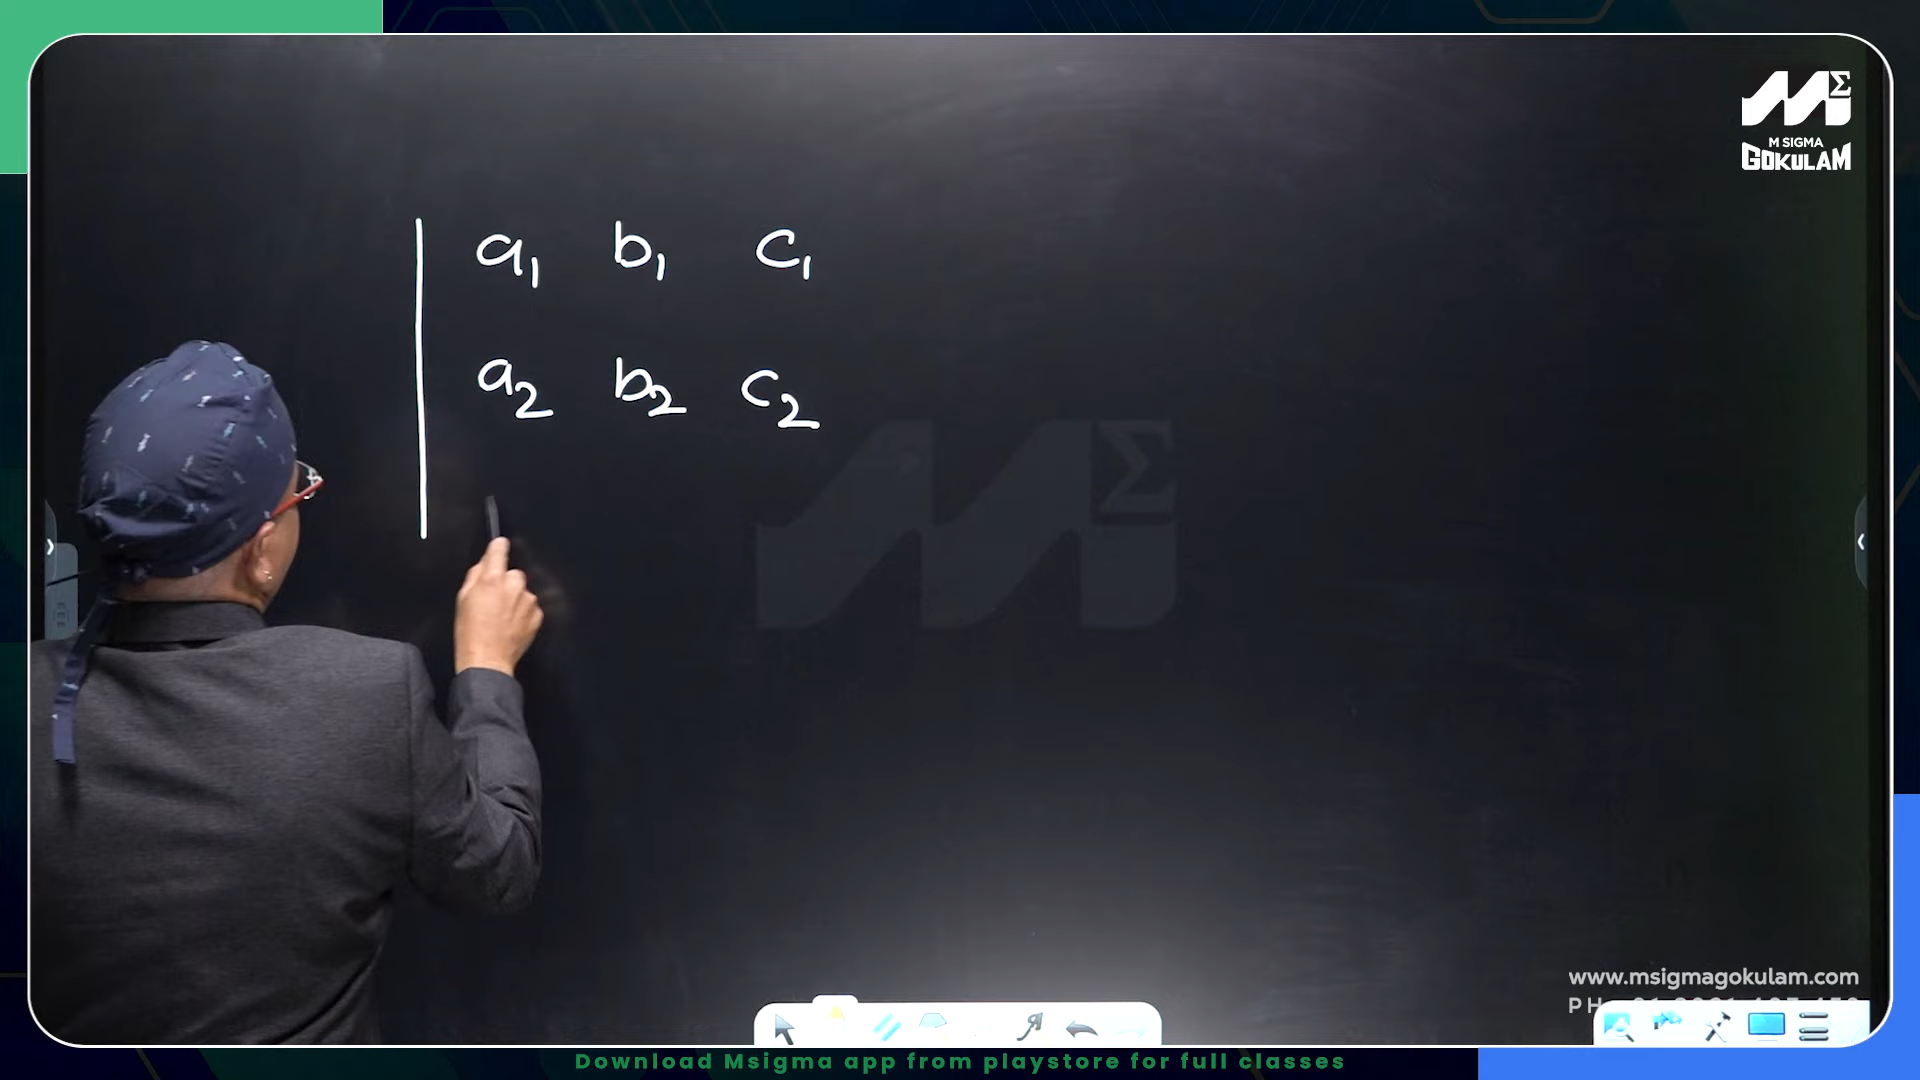 MΣ
M SIGMA
GOKULAM
a₁ b₁ c₁
a₂ b₂ c₂
www.msigmagokulam.com
Download Msigma app from playstore for full classes